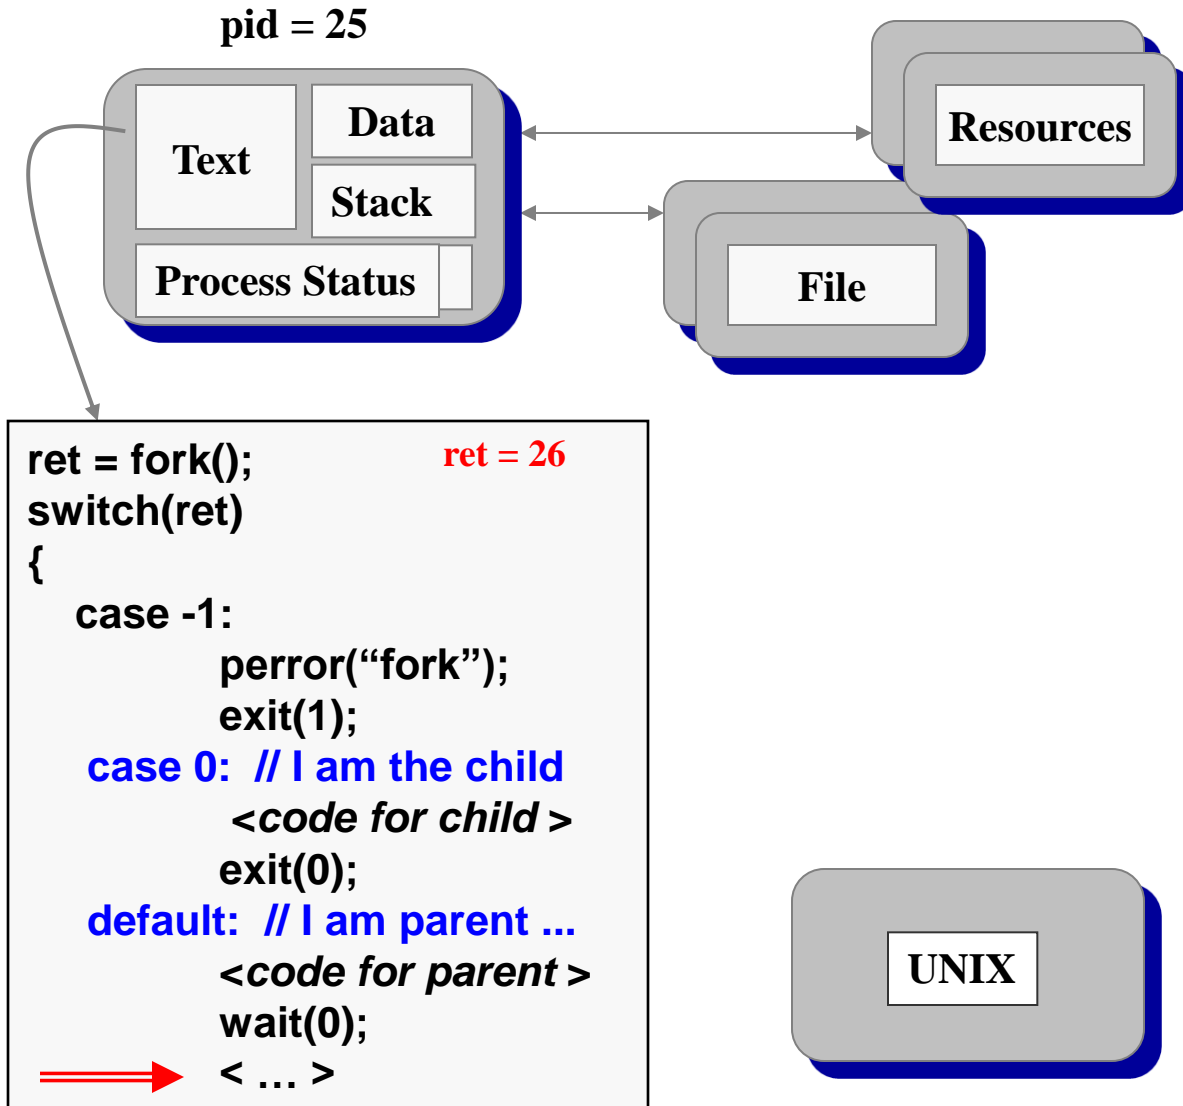 pid = 25
Text
Data
Stack
Process Status
Resources
File
ret = fork();
ret = 26
switch(ret)
{
case -1:
perror(“fork”);
exit(1);
case 0:  // I am the child
<code for child >
exit(0);
default:  // I am parent ...
<code for parent >
wait(0);
< … >
UNIX